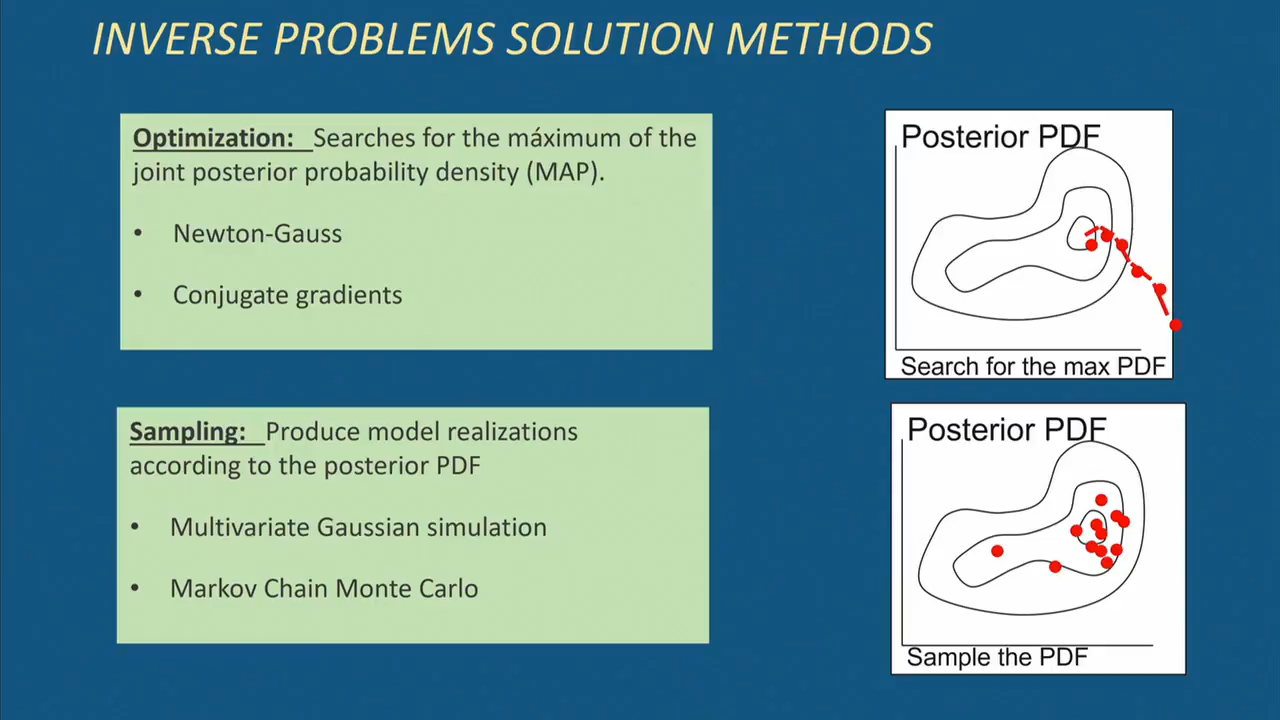 INVERSE PROBLEMS SOLUTION METHODS
Optimization: Searches for the máximum of the
joint posterior probability density (MAP).
• Newton-Gauss
• Conjugate gradients
Posterior PDF
Search for the max PDF
Sampling: Produce model realizations
according to the posterior PDF
• Multivariate Gaussian simulation
• Markov Chain Monte Carlo
Posterior PDF
Sample the PDF